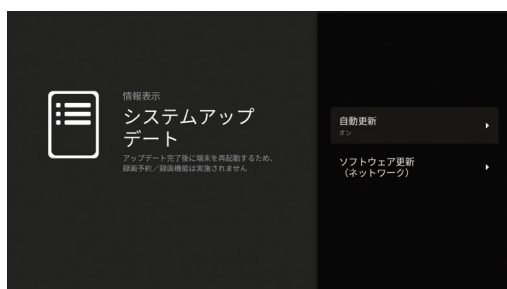 情報表示
システムアップ
デート
アップデート完了後に端末を再起動するため、
録画予約／録画機能は実施されません
自動更新
オン
ソフトウェア更新
（ネットワーク）